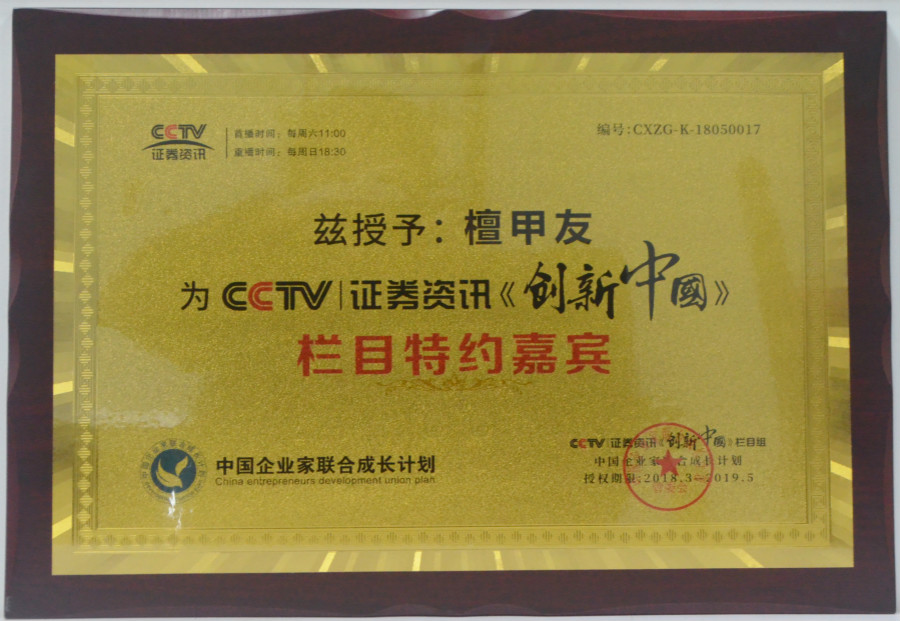 CCTV
证券资讯
直播时间：每周六11:00
重播时间：每周日18:30
编号:CXZG-K-18050017
兹授予：檀甲友
为CCTV|证券资讯《创新中國》
栏目特约嘉宾
中国企业家联合成长计划
China entrepreneurs development union plan
CCTV|证券资讯《创新中國》栏目组
中国企业家联合成长计划
授权期限:2018.3-2019.5